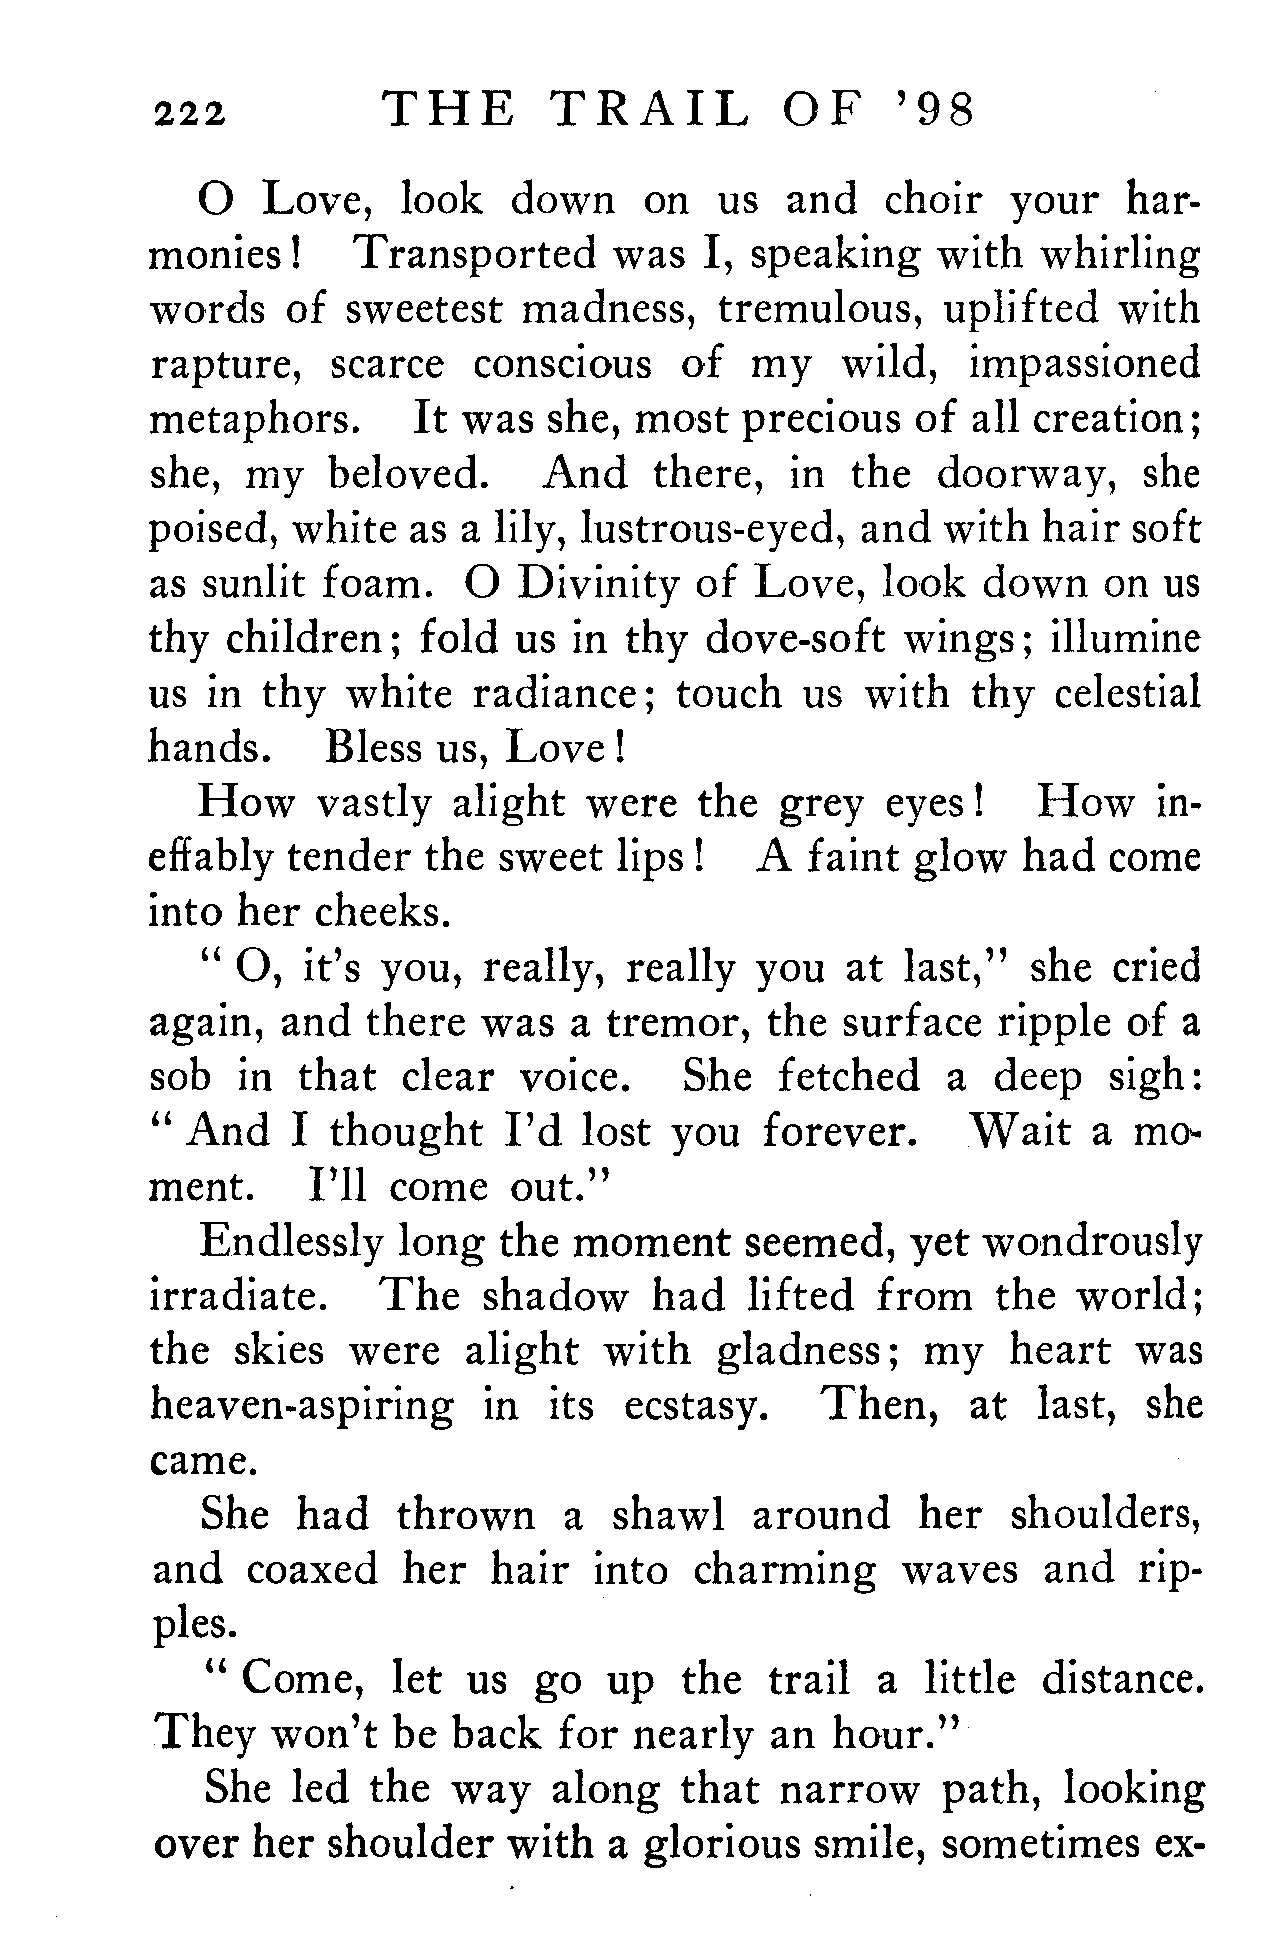 222 THE TRAIL OF '98
O Love, look down on us and choir your har-
monies! Transported was I, speaking with whirling
words of sweetest madness, tremulous, uplifted with
rapture, scarce conscious of my wild, impassioned
metaphors. It was she, most precious of all creation;
she, my beloved. And there, in the doorway, she
poised, white as a lily, lustrous-eyed, and with hair soft
as sunlit foam. O Divinity of Love, look down on us
thy children; fold us in thy dove-soft wings; illumine
us in thy white radiance; touch us with thy celestial
hands. Bless us, Love!
How vastly alight were the grey eyes! How in-
effably tender the sweet lips! A faint glow had come
into her cheeks.
"O, it's you, really, really you at last," she cried
again, and there was a tremor, the surface ripple of a
sob in that clear voice. She fetched a deep sigh:
"And I thought I'd lost you forever. Wait a mo-
ment. I'll come out."
Endlessly long the moment seemed, yet wondrously
irradiate. The shadow had lifted from the world;
the skies were alight with gladness; my heart was
heaven-aspiring in its ecstasy. Then, at last, she
came.
She had thrown a shawl around her shoulders,
and coaxed her hair into charming waves and rip-
ples.
"Come, let us go up the trail a little distance.
They won't be back for nearly an hour."
She led the way along that narrow path, looking
over her shoulder with a glorious smile, sometimes ex-